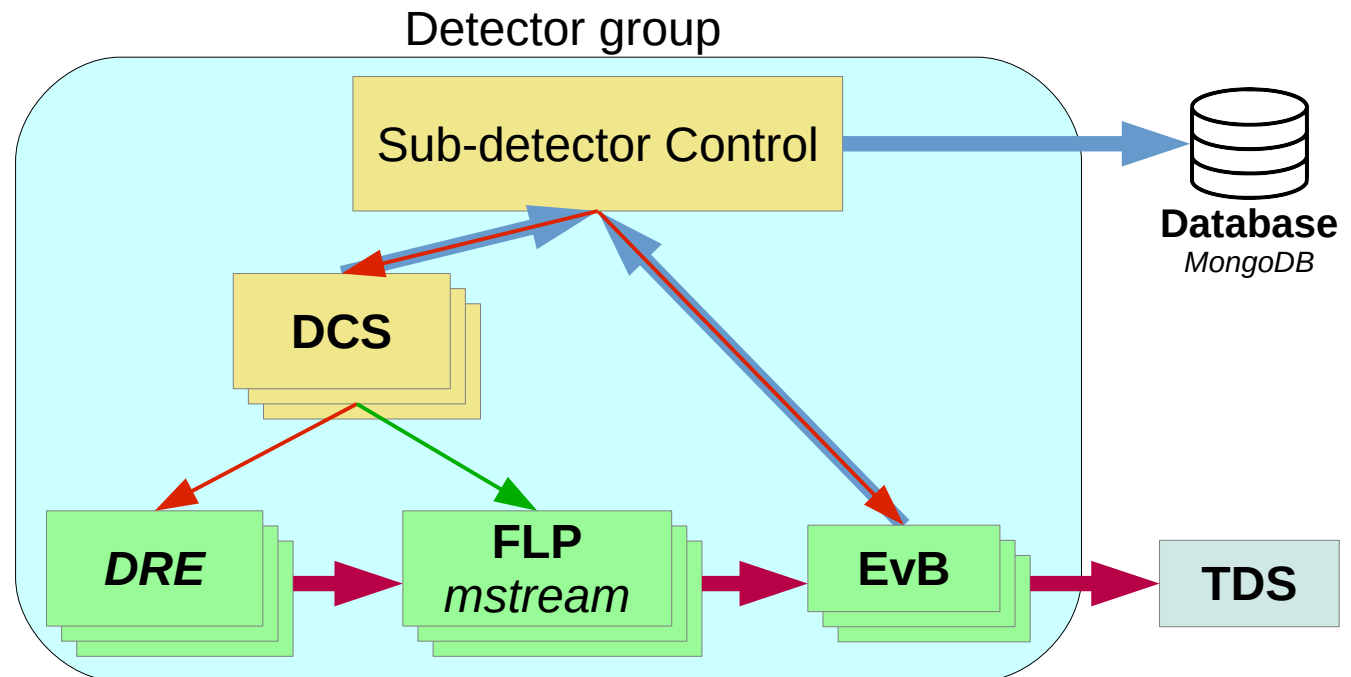 Detector group
Sub-detector Control
Database
MongoDB
DCS
DRE
FLP
mstream
EvB
TDS